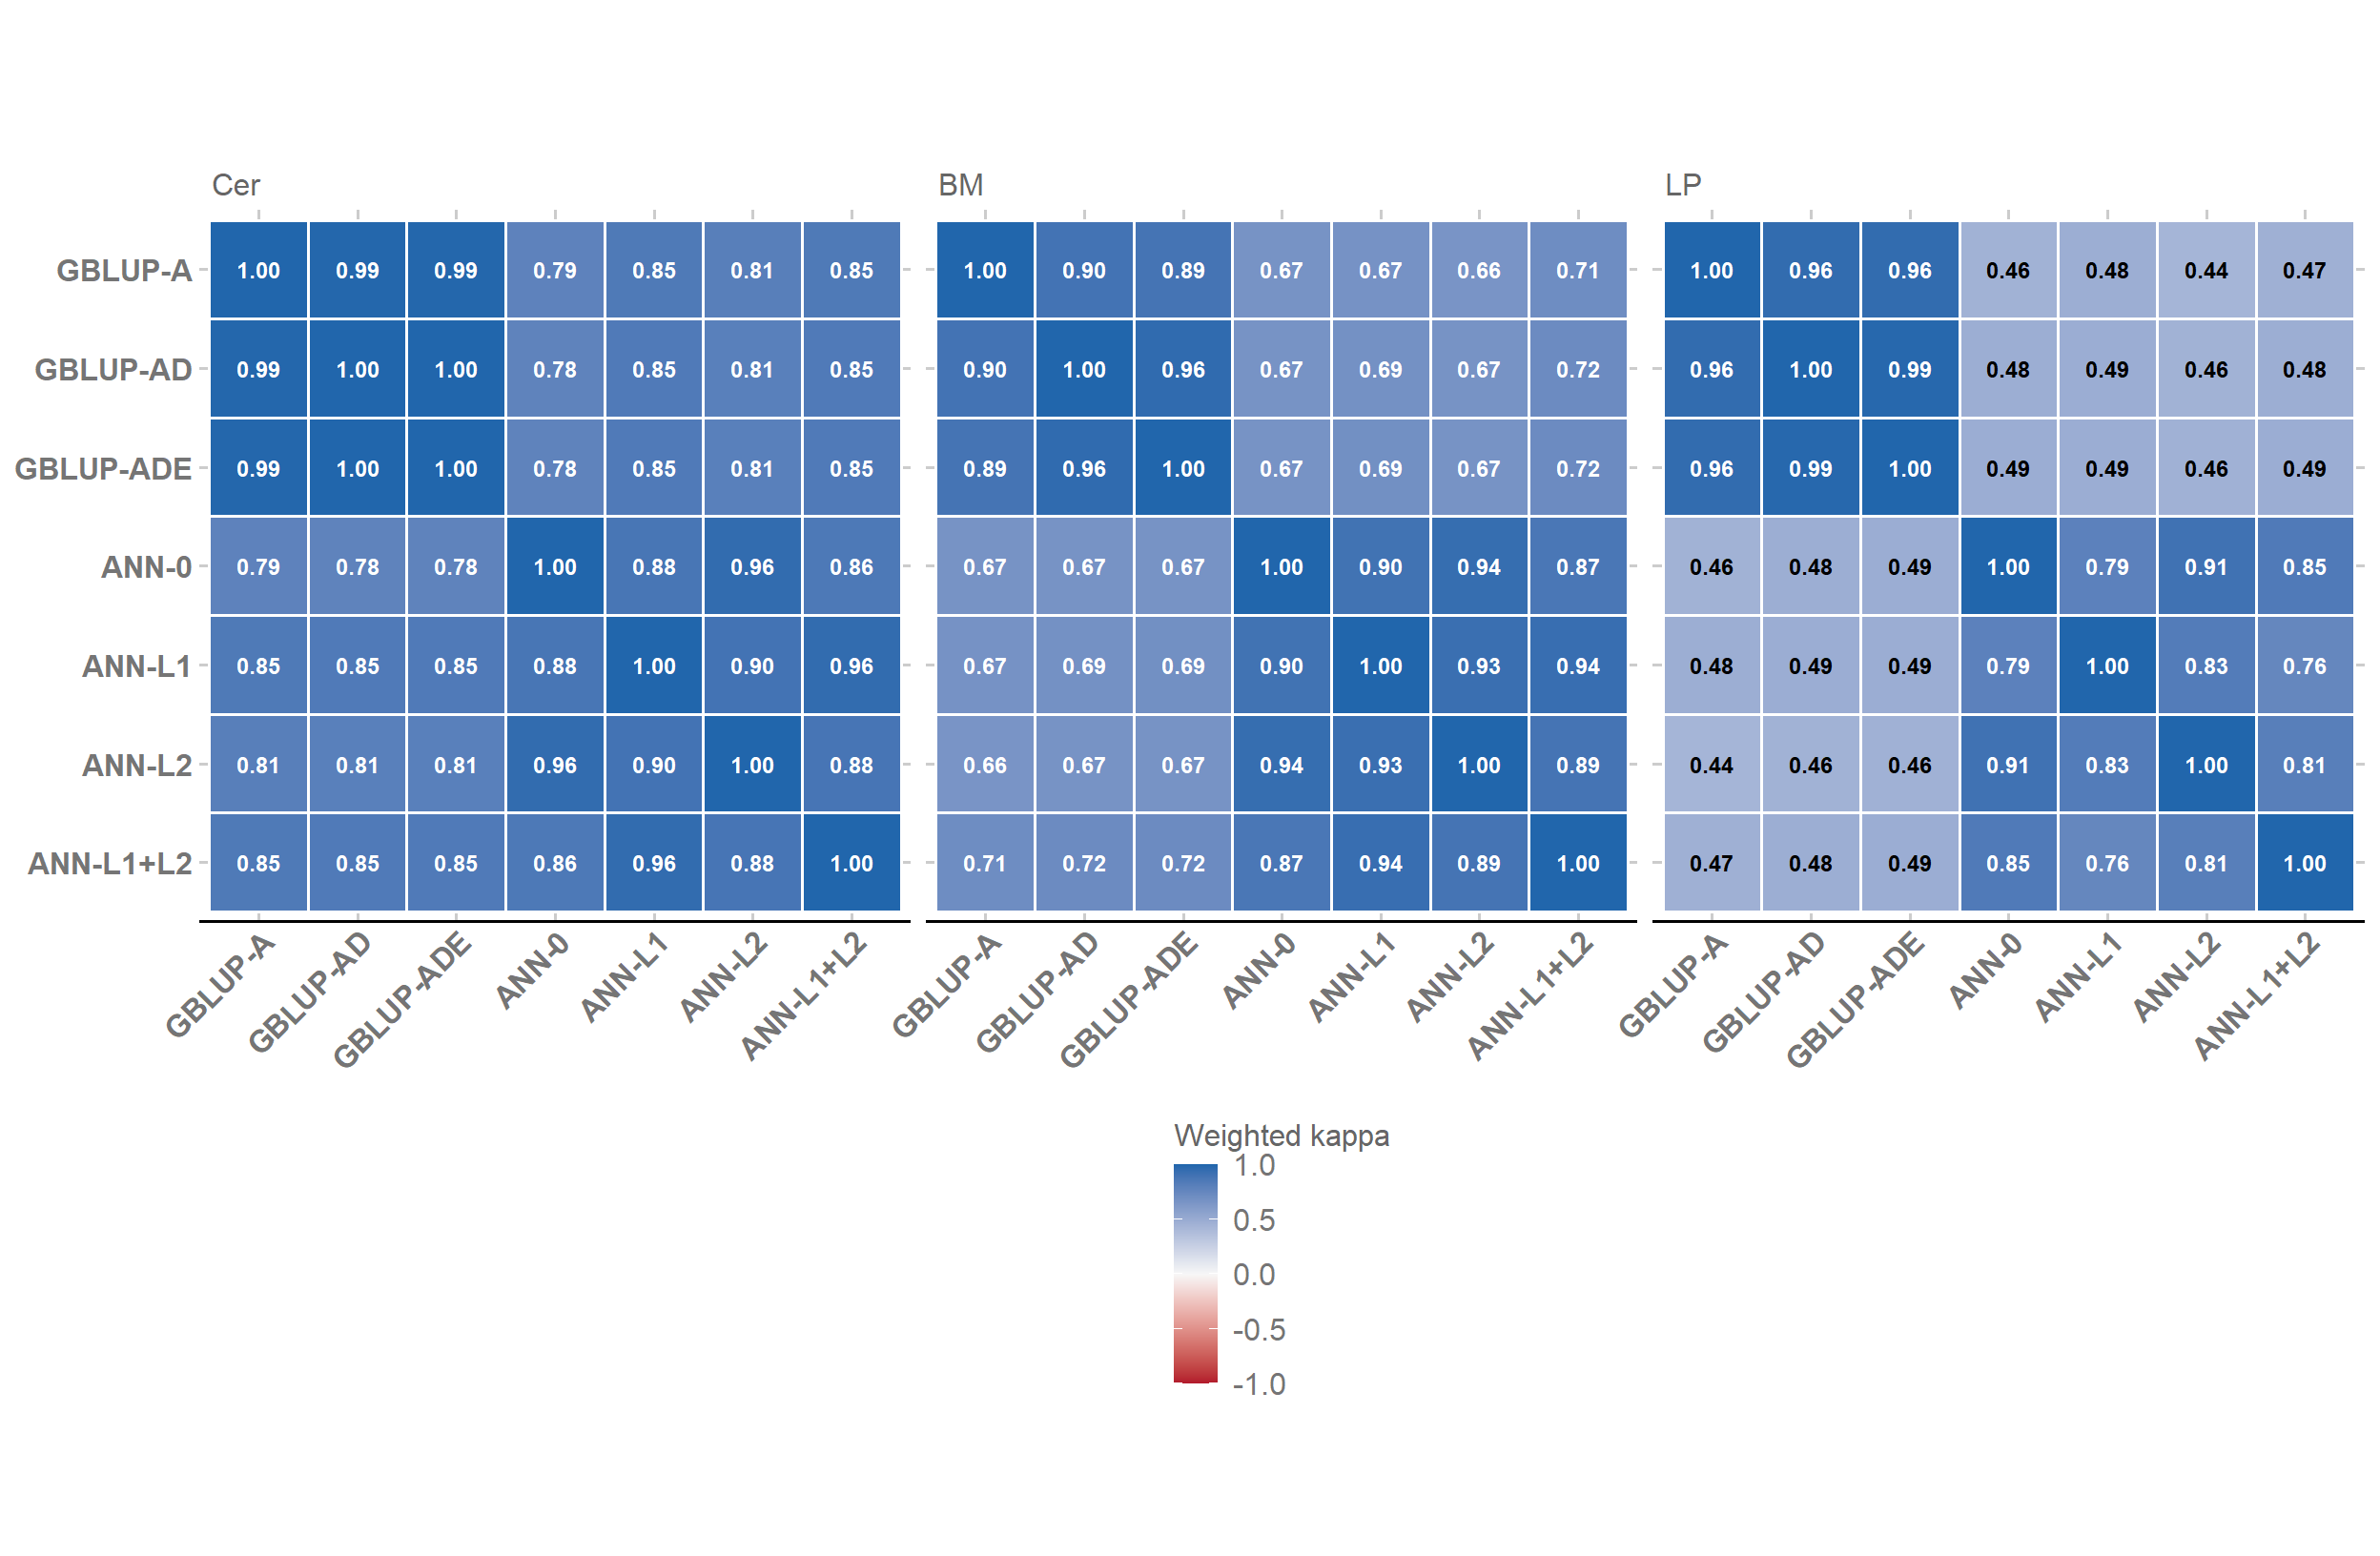 Cer BM LP
GBLUP-A 1.00 0.99 0.99 0.79 0.85 0.81 0.85 1.00 0.90 0.89 0.67 0.67 0.66 0.71 1.00 0.96 0.96 0.46 0.48 0.44 0.47
GBLUP-AD 0.99 1.00 1.00 0.78 0.85 0.81 0.85 0.90 1.00 0.96 0.67 0.69 0.67 0.72 0.96 1.00 0.99 0.48 0.49 0.46 0.48
GBLUP-ADE 0.99 1.00 1.00 0.78 0.85 0.81 0.85 0.89 0.96 1.00 0.67 0.69 0.67 0.72 0.96 0.99 1.00 0.49 0.49 0.46 0.49
ANN-0 0.79 0.78 0.78 1.00 0.88 0.96 0.86 0.67 0.67 0.67 1.00 0.90 0.94 0.87 0.46 0.48 0.49 1.00 0.79 0.91 0.85
ANN-L1 0.85 0.85 0.85 0.88 1.00 0.90 0.96 0.67 0.69 0.69 0.90 1.00 0.93 0.94 0.48 0.49 0.49 0.79 1.00 0.83 0.76
ANN-L2 0.81 0.81 0.81 0.96 0.90 1.00 0.88 0.66 0.67 0.67 0.94 0.93 1.00 0.89 0.44 0.46 0.46 0.91 0.83 1.00 0.81
ANN-L1+L2 0.85 0.85 0.85 0.86 0.96 0.88 1.00 0.71 0.72 0.72 0.87 0.94 0.89 1.00 0.47 0.48 0.49 0.85 0.76 0.81 1.00
GBLUP-A GBLUP-AD GBLUP-ADE ANN-0 ANN-L1 ANN-L2 ANN-L1+L2 GBLUP-A GBLUP-AD GBLUP-ADE ANN-0 ANN-L1 ANN-L2 ANN-L1+L2 GBLUP-A GBLUP-AD GBLUP-ADE ANN-0 ANN-L1 ANN-L2 ANN-L1+L2
Weighted kappa
1.0
0.5
0.0
-0.5
-1.0